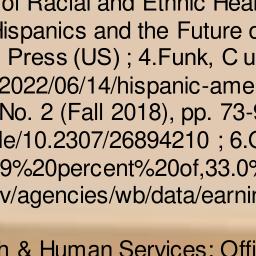 of Racial and Ethnic Heal
Hispanics and the Future o
Press (US) ; 4.Funk, C u
2022/06/14/hispanic-ame
No. 2 (Fall 2018), pp. 73-9
le/10.2307/26894210 ; 6.
9%20percent%20of,33.0%
v/agencies/wb/data/earnin
h & Human Services: Offi